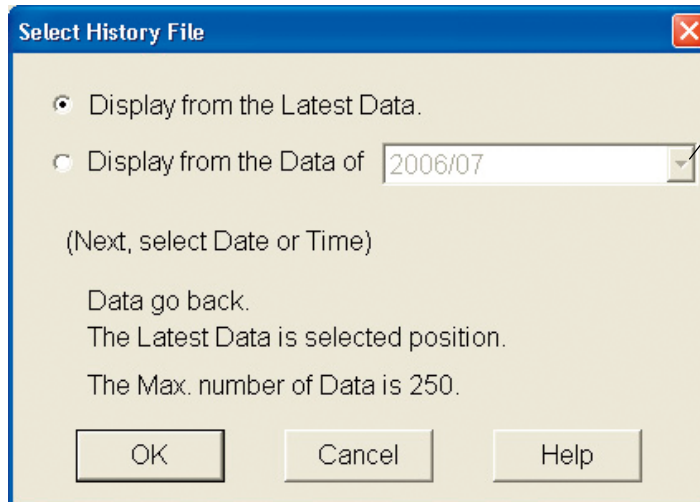 Select History File
Display from the Latest Data.
Display from the Data of 2006/07
(Next, select Date or Time)
Data go back.
The Latest Data is selected position.
The Max. number of Data is 250.
OK Cancel Help